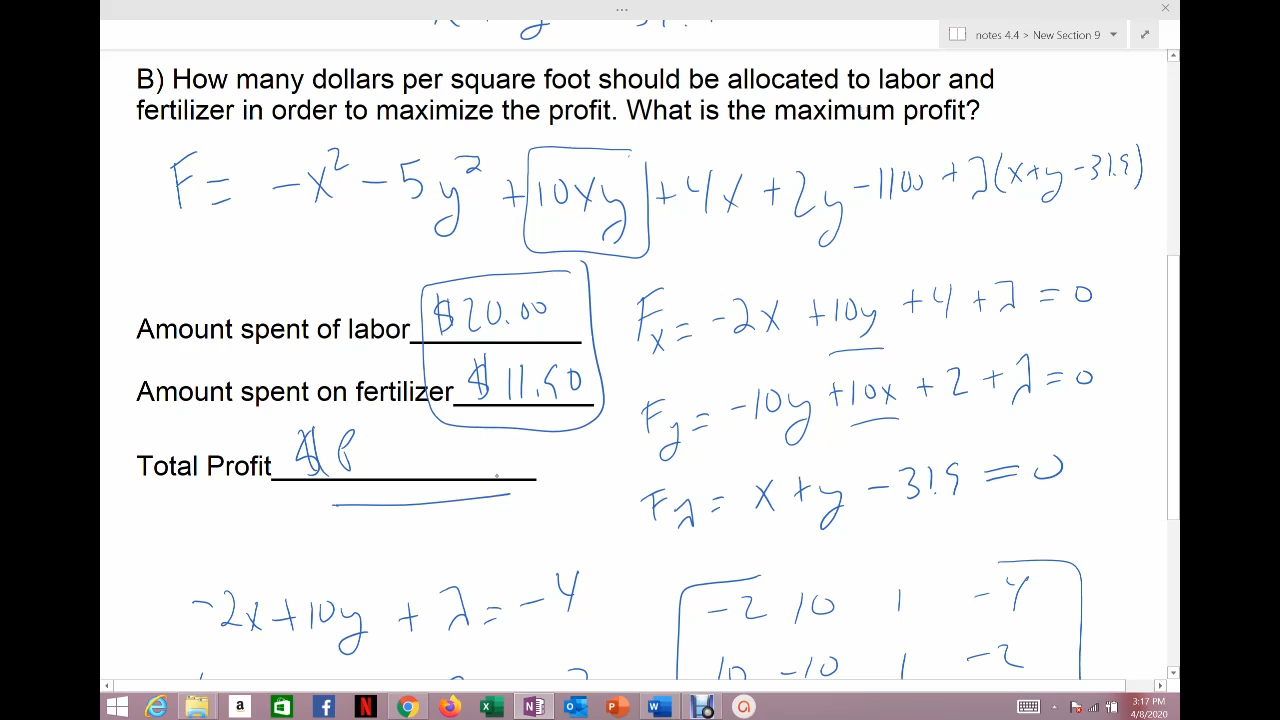 notes 4.4 > New Section 9
B) How many dollars per square foot should be allocated to labor and
fertilizer in order to maximize the profit. What is the maximum profit?
F = -x² - 5y² + 10xy + 4x + 2y - 1100 + λ(x+y - 31.9)
Amount spent of labor $20.00
Amount spent on fertilizer $11.90
Total Profit $8
Fx = -2x + 10y + 4 + λ = 0
Fy = -10y + 10x + 2 + λ = 0
Fλ = x + y - 31.9 = 0
-2x + 10y + λ = -4
-2 10 1 -4
10 -10 1 -2
3:17 PM
4/8/2020